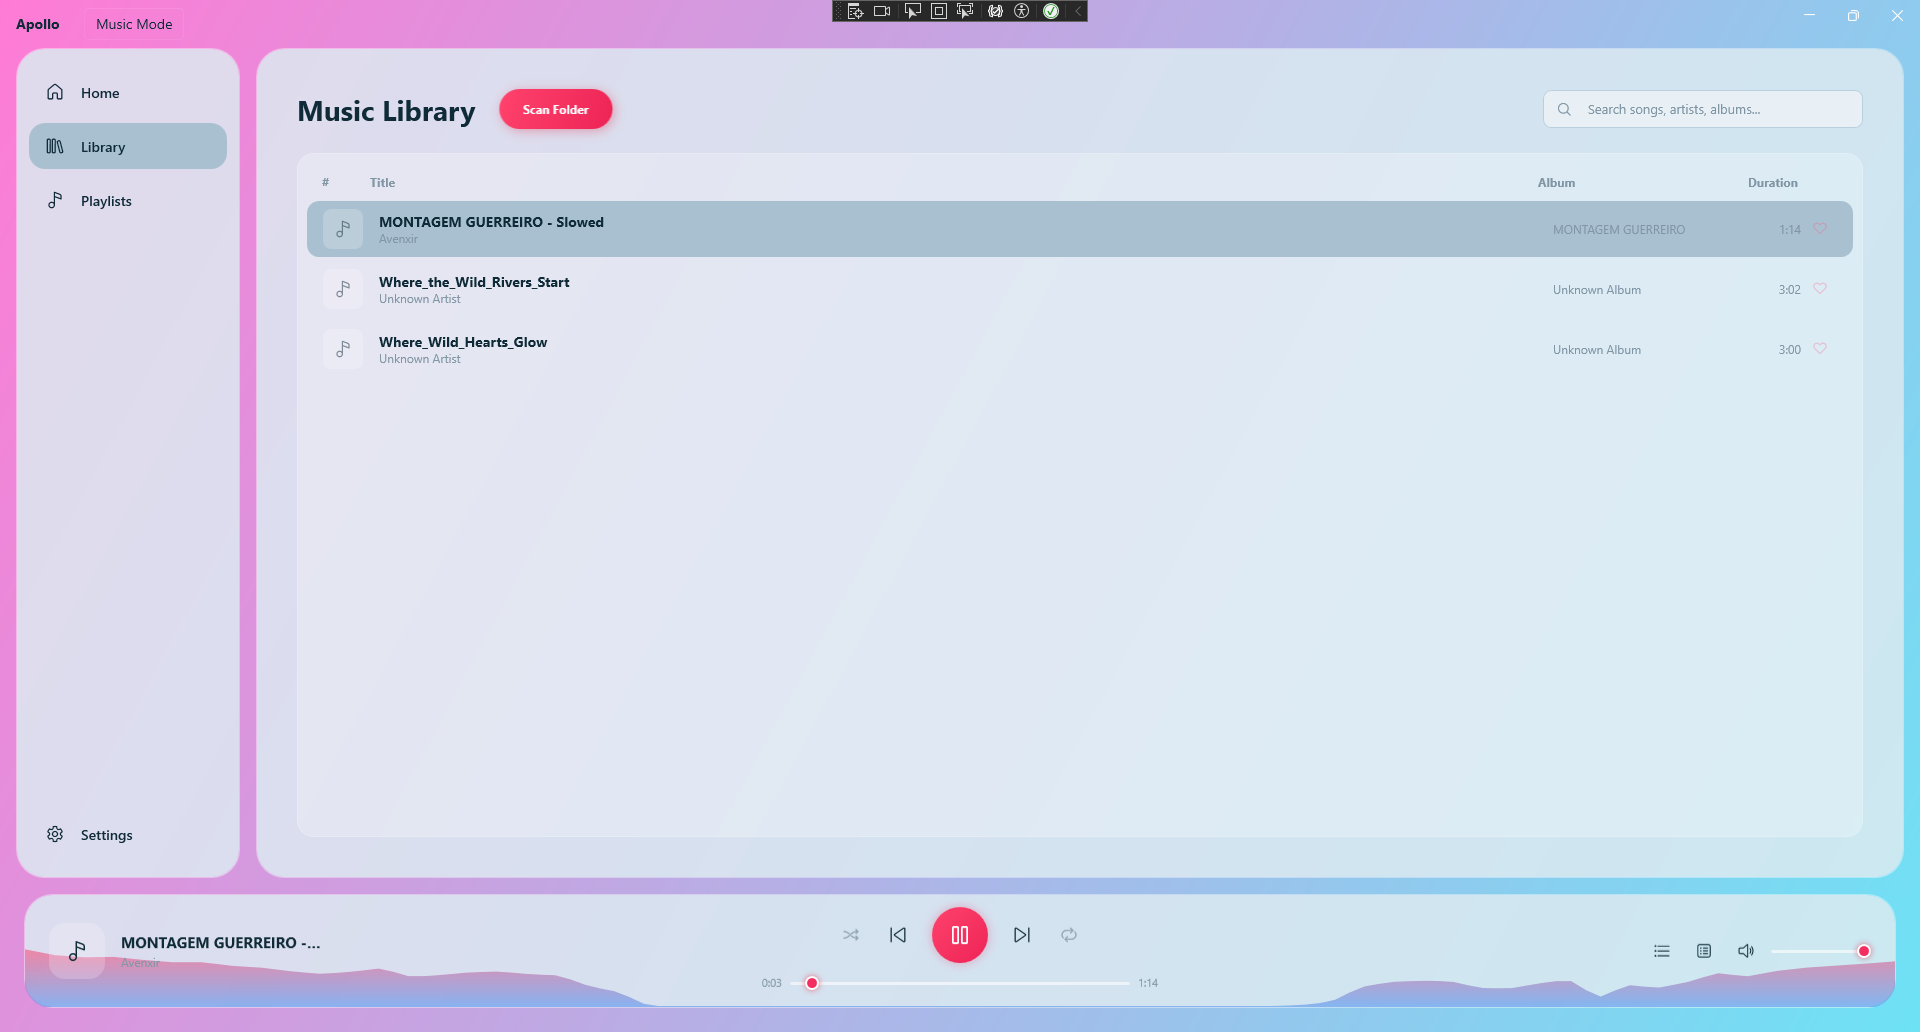 Apollo
Music Mode
Home
Library
Playlists
Settings
Music Library
Scan Folder
Search songs, artists, albums...
# Title Album Duration
MONTAGEM GUERREIRO - Slowed
Avenxir
MONTAGEM GUERREIRO
1:14
Where_the_Wild_Rivers_Start
Unknown Artist
Unknown Album
3:02
Where_Wild_Hearts_Glow
Unknown Artist
Unknown Album
3:00
MONTAGEM GUERREIRO -...
Avenxir
0:03
1:14